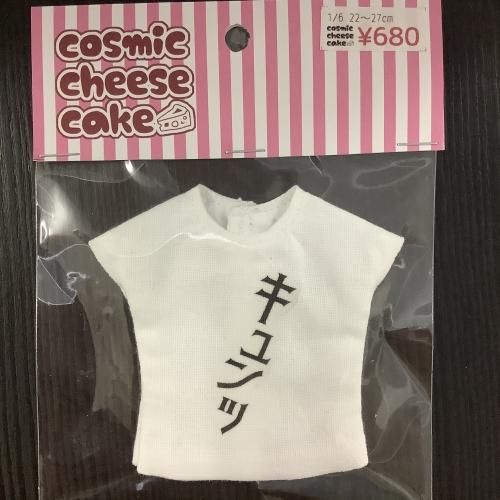 cosmic
cheese
cake
1/6 22～27cm
cosmic
cheese
cake
¥680
キュンッ